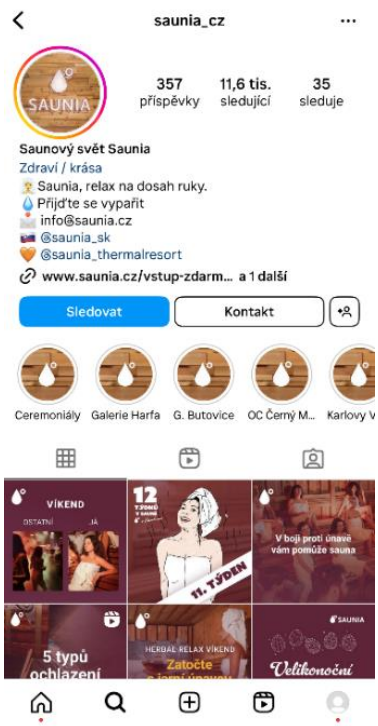 saunia_cz
SAUNIA
357 11,6 tis. 35
příspěvky sledující sleduje
Saunový svět Saunia
Zdraví / krása
Saunia, relax na dosah ruky.
Přijďte se vypařit
info@saunia.cz
@saunia_sk
@saunia_thermalresort
www.saunia.cz/vstup-zdarm... a 1 další
Sledovat Kontakt
Ceremoniály Galerie Harfa G. Butovice OC Černý M... Karlovy V
VÍKEND
OSTATNÍ JÁ
12
TÝDNŮ
V SAUNĚ
11. TÝDEN
V boji proti únavě
vám pomůže sauna
5 typů
ochlazení
HERBAL RELAX VÍKEND
Zatočte
s jarní únavou
SAUNIA
Velikonoční